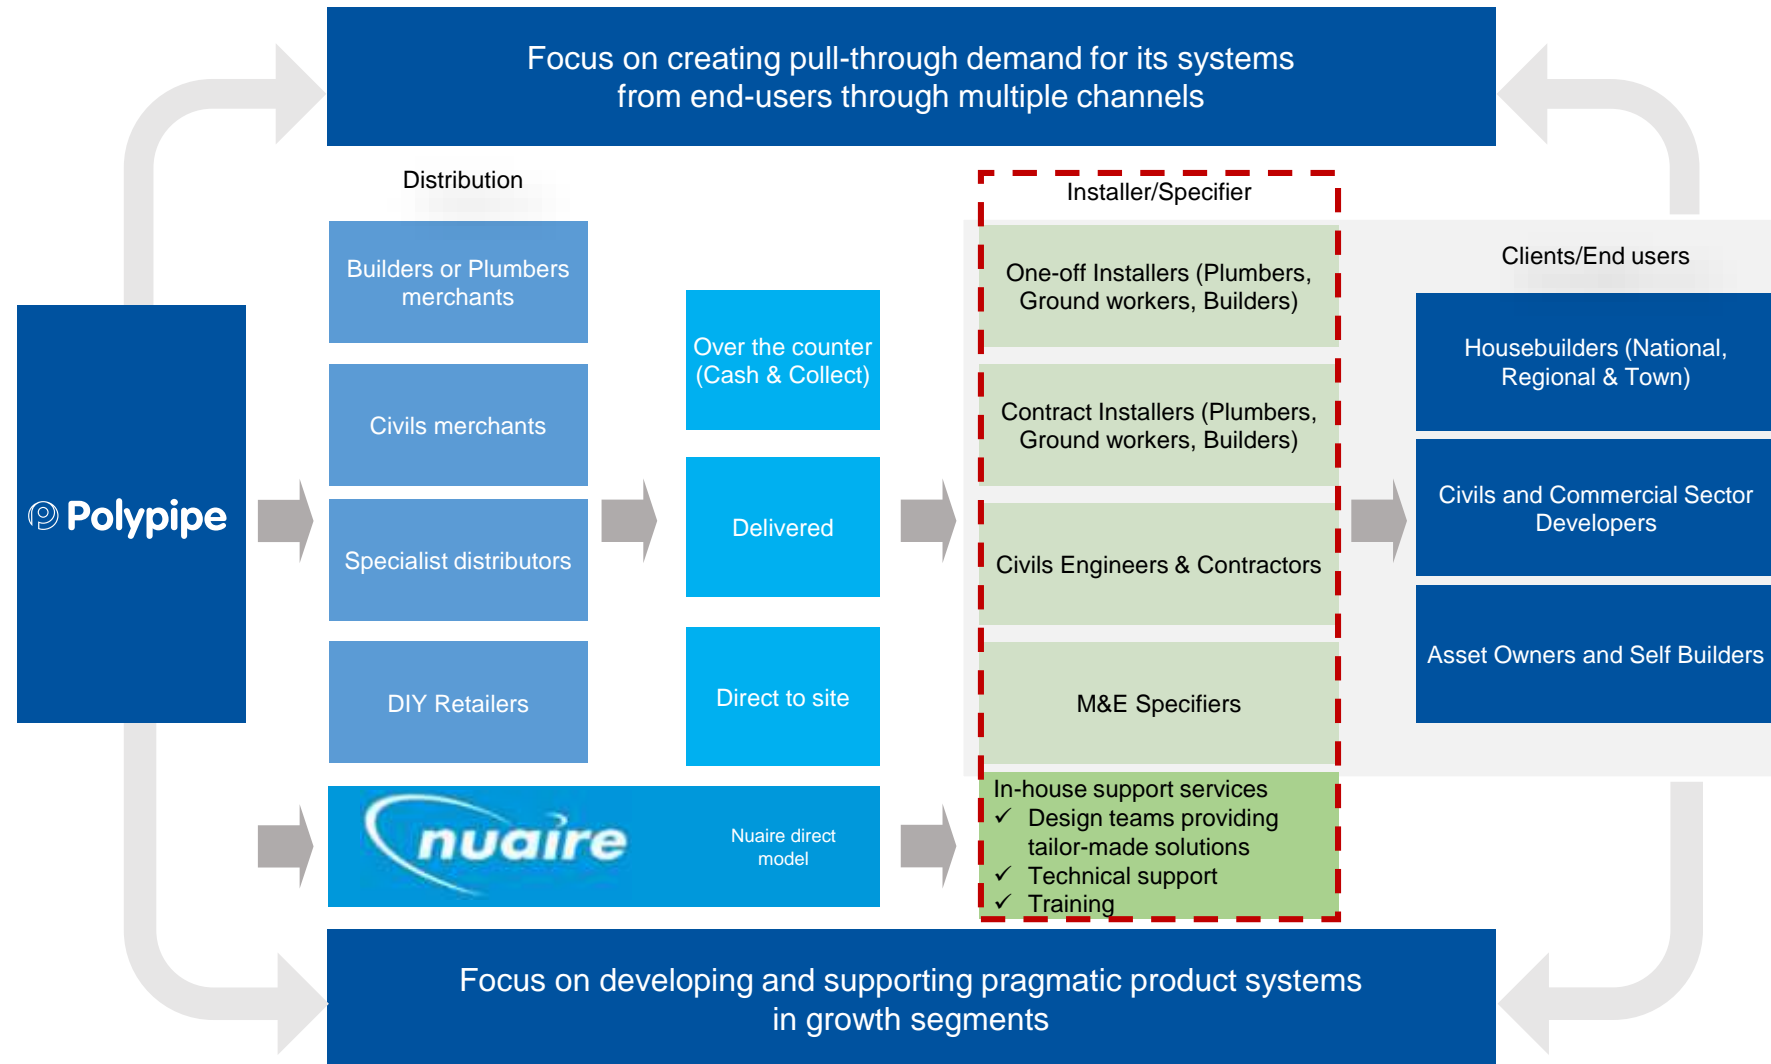 Focus on creating pull-through demand for its systems
from end-users through multiple channels
Distribution
Builders or Plumbers
merchants
Civils merchants
Specialist distributors
DIY Retailers
Polypipe
Over the counter
(Cash & Collect)
Delivered
Direct to site
nuaire
Nuaire direct
model
Installer/Specifier
One-off Installers (Plumbers,
Ground workers, Builders)
Contract Installers (Plumbers,
Ground workers, Builders)
Civils Engineers & Contractors
M&E Specifiers
In-house support services
✓ Design teams providing
tailor-made solutions
✓ Technical support
✓ Training
Clients/End users
Housebuilders (National,
Regional & Town)
Civils and Commercial Sector
Developers
Asset Owners and Self Builders
Focus on developing and supporting pragmatic product systems
in growth segments